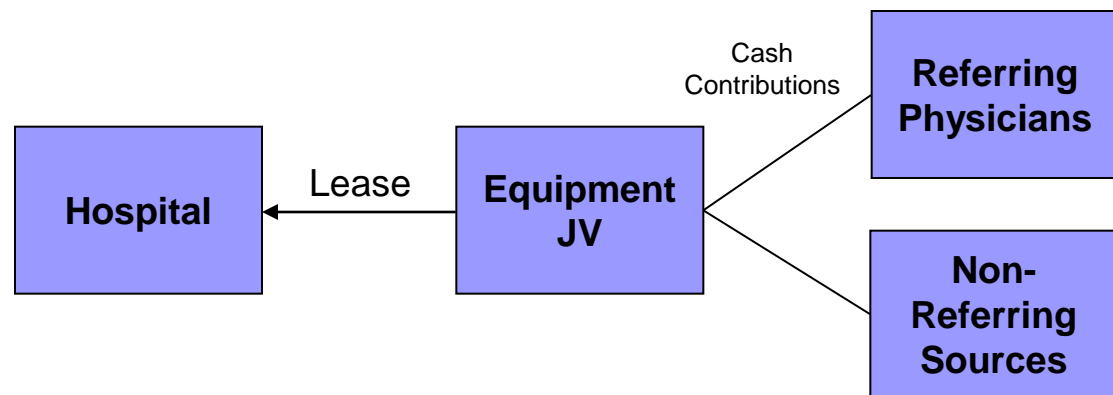 Hospital
Lease
Equipment
JV
Cash
Contributions
Referring
Physicians
Non-
Referring
Sources